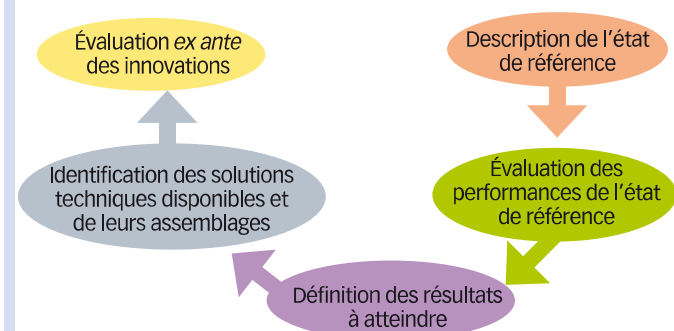 Évaluation ex ante
des innovations
Description de l'état
de référence
Identification des solutions
techniques disponibles et
de leurs assemblages
Évaluation des
performances de l'état
de référence
Définition des résultats
à atteindre